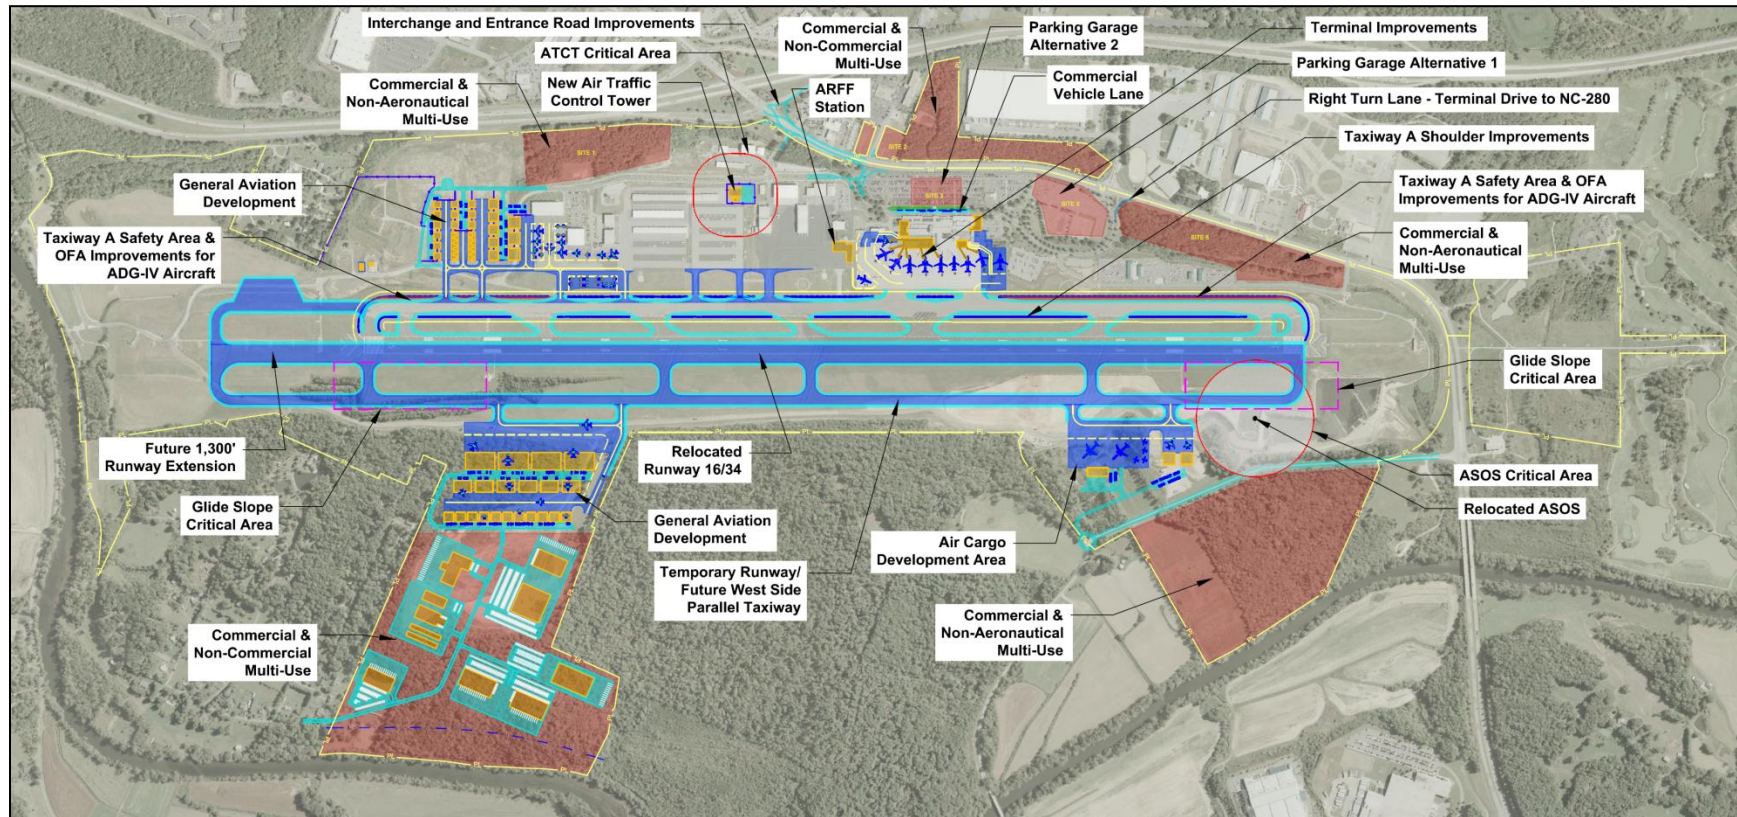 Interchange and Entrance Road Improvements
ATCT Critical Area
New Air Traffic
Control Tower
Commercial &
Non-Aeronautical
Multi-Use
ARFF
Station
Commercial &
Non-Commercial
Multi-Use
Parking Garage
Alternative 2
Commercial
Vehicle Lane
Terminal Improvements
Parking Garage Alternative 1
Right Turn Lane - Terminal Drive to NC-280
Taxiway A Shoulder Improvements
Taxiway A Safety Area & OFA
Improvements for ADG-IV Aircraft
Commercial &
Non-Aeronautical
Multi-Use
General Aviation
Development
Taxiway A Safety Area &
OFA Improvements for
ADG-IV Aircraft
SITE 1
SITE 2
SITE 3
Glide Slope
Critical Area
Future 1,300'
Runway Extension
Glide Slope
Critical Area
Relocated
Runway 16/34
General Aviation
Development
Temporary Runway/
Future West Side
Parallel Taxiway
Air Cargo
Development Area
ASOS Critical Area
Relocated ASOS
Commercial &
Non-Commercial
Multi-Use
Commercial &
Non-Aeronautical
Multi-Use